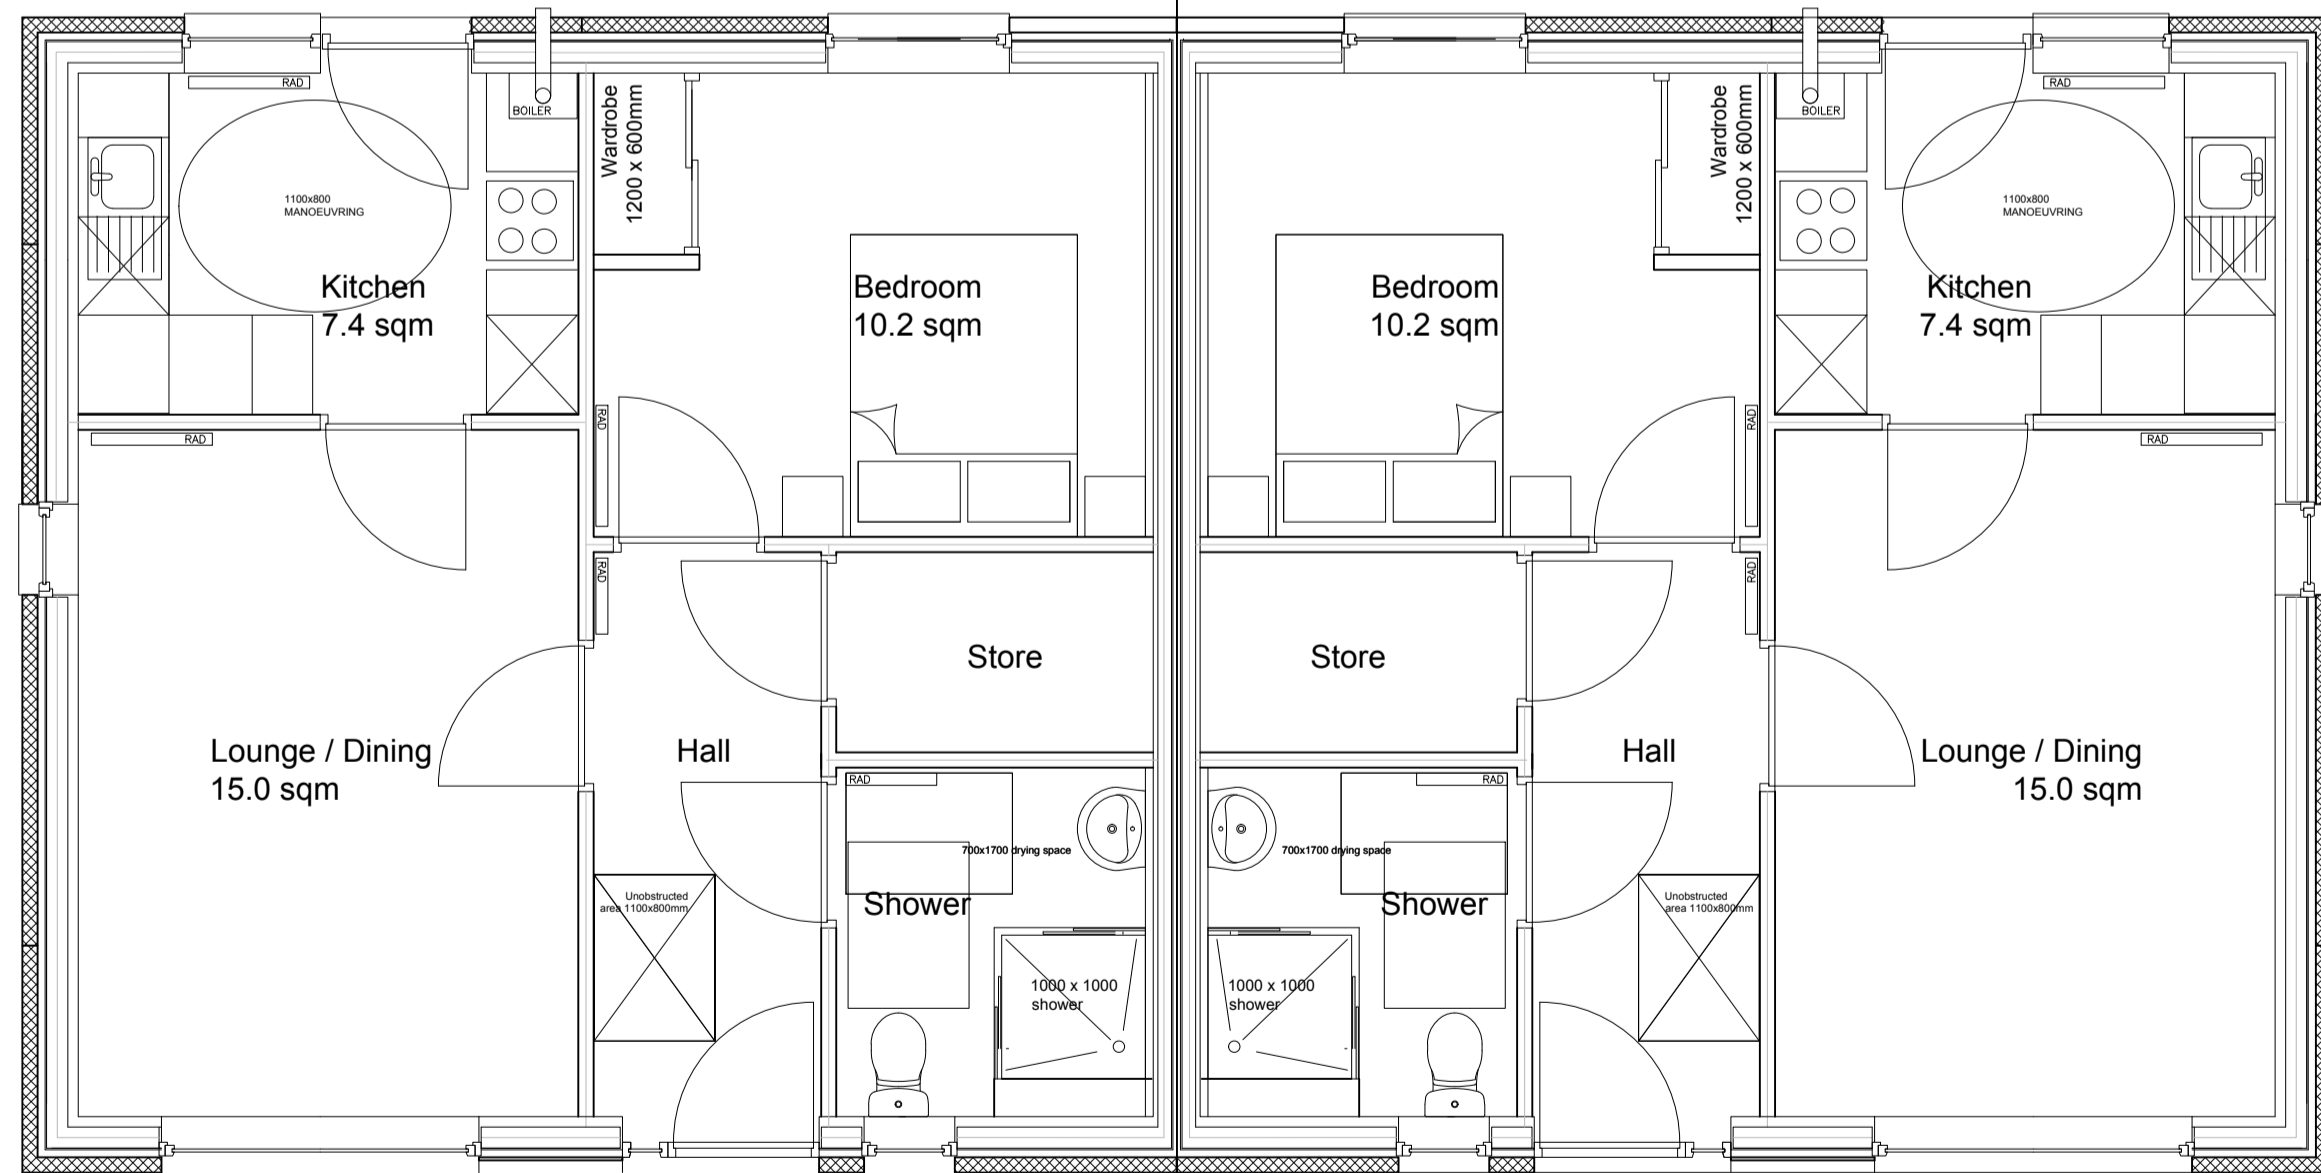 RAD
BOILER
Wardrobe
1200 x 600mm
1100x800
MANOEUVRING
Kitchen
7.4 sqm
Bedroom
10.2 sqm
RAD
RAD
RAD
Store
Hall
Lounge / Dining
15.0 sqm
RAD
700x1700 drying space
Shower
Unobstructed
area 1100x800mm
1000 x 1000
shower
Wardrobe
1200 x 600mm
BOILER
RAD
1100x800
MANOEUVRING
Bedroom
10.2 sqm
Kitchen
7.4 sqm
RAD
RAD
RAD
Store
Hall
Lounge / Dining
15.0 sqm
RAD
700x1700 drying space
Shower
Unobstructed
area 1100x800mm
1000 x 1000
shower